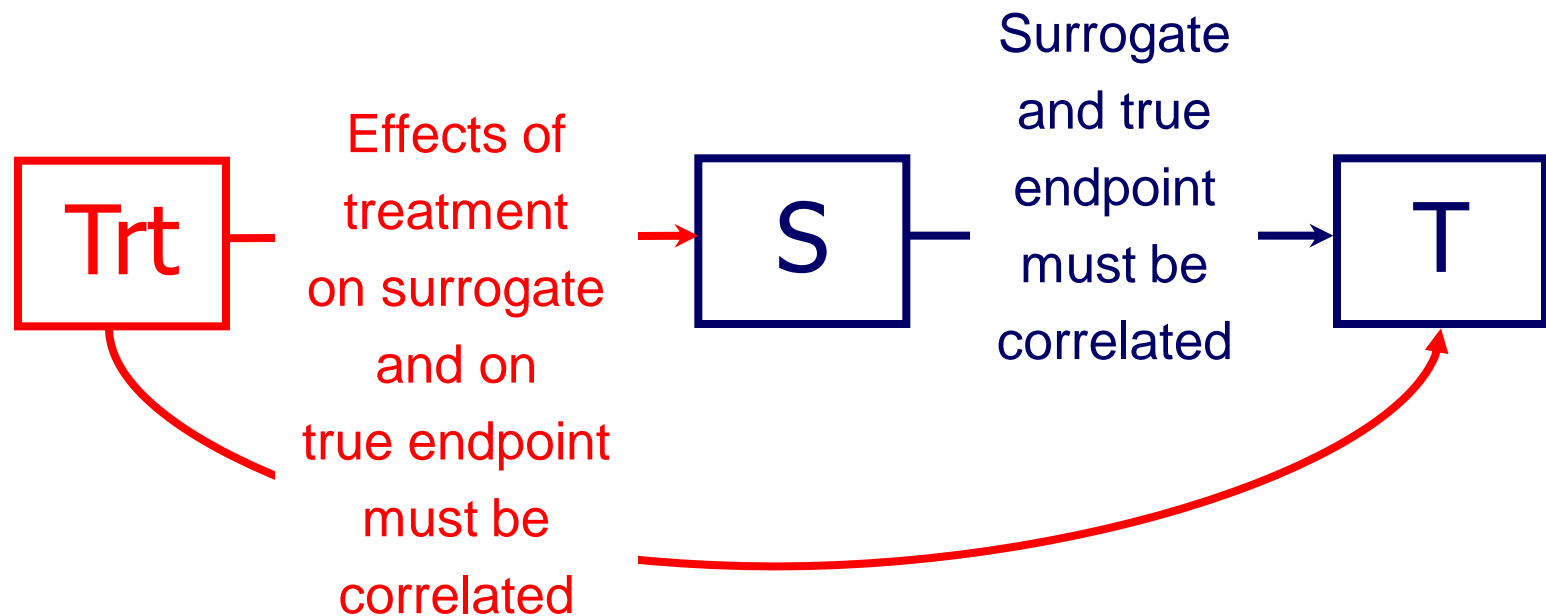 Trt
Effects of
treatment
on surrogate
and on
true endpoint
must be
correlated
S
Surrogate
and true
endpoint
must be
correlated
T